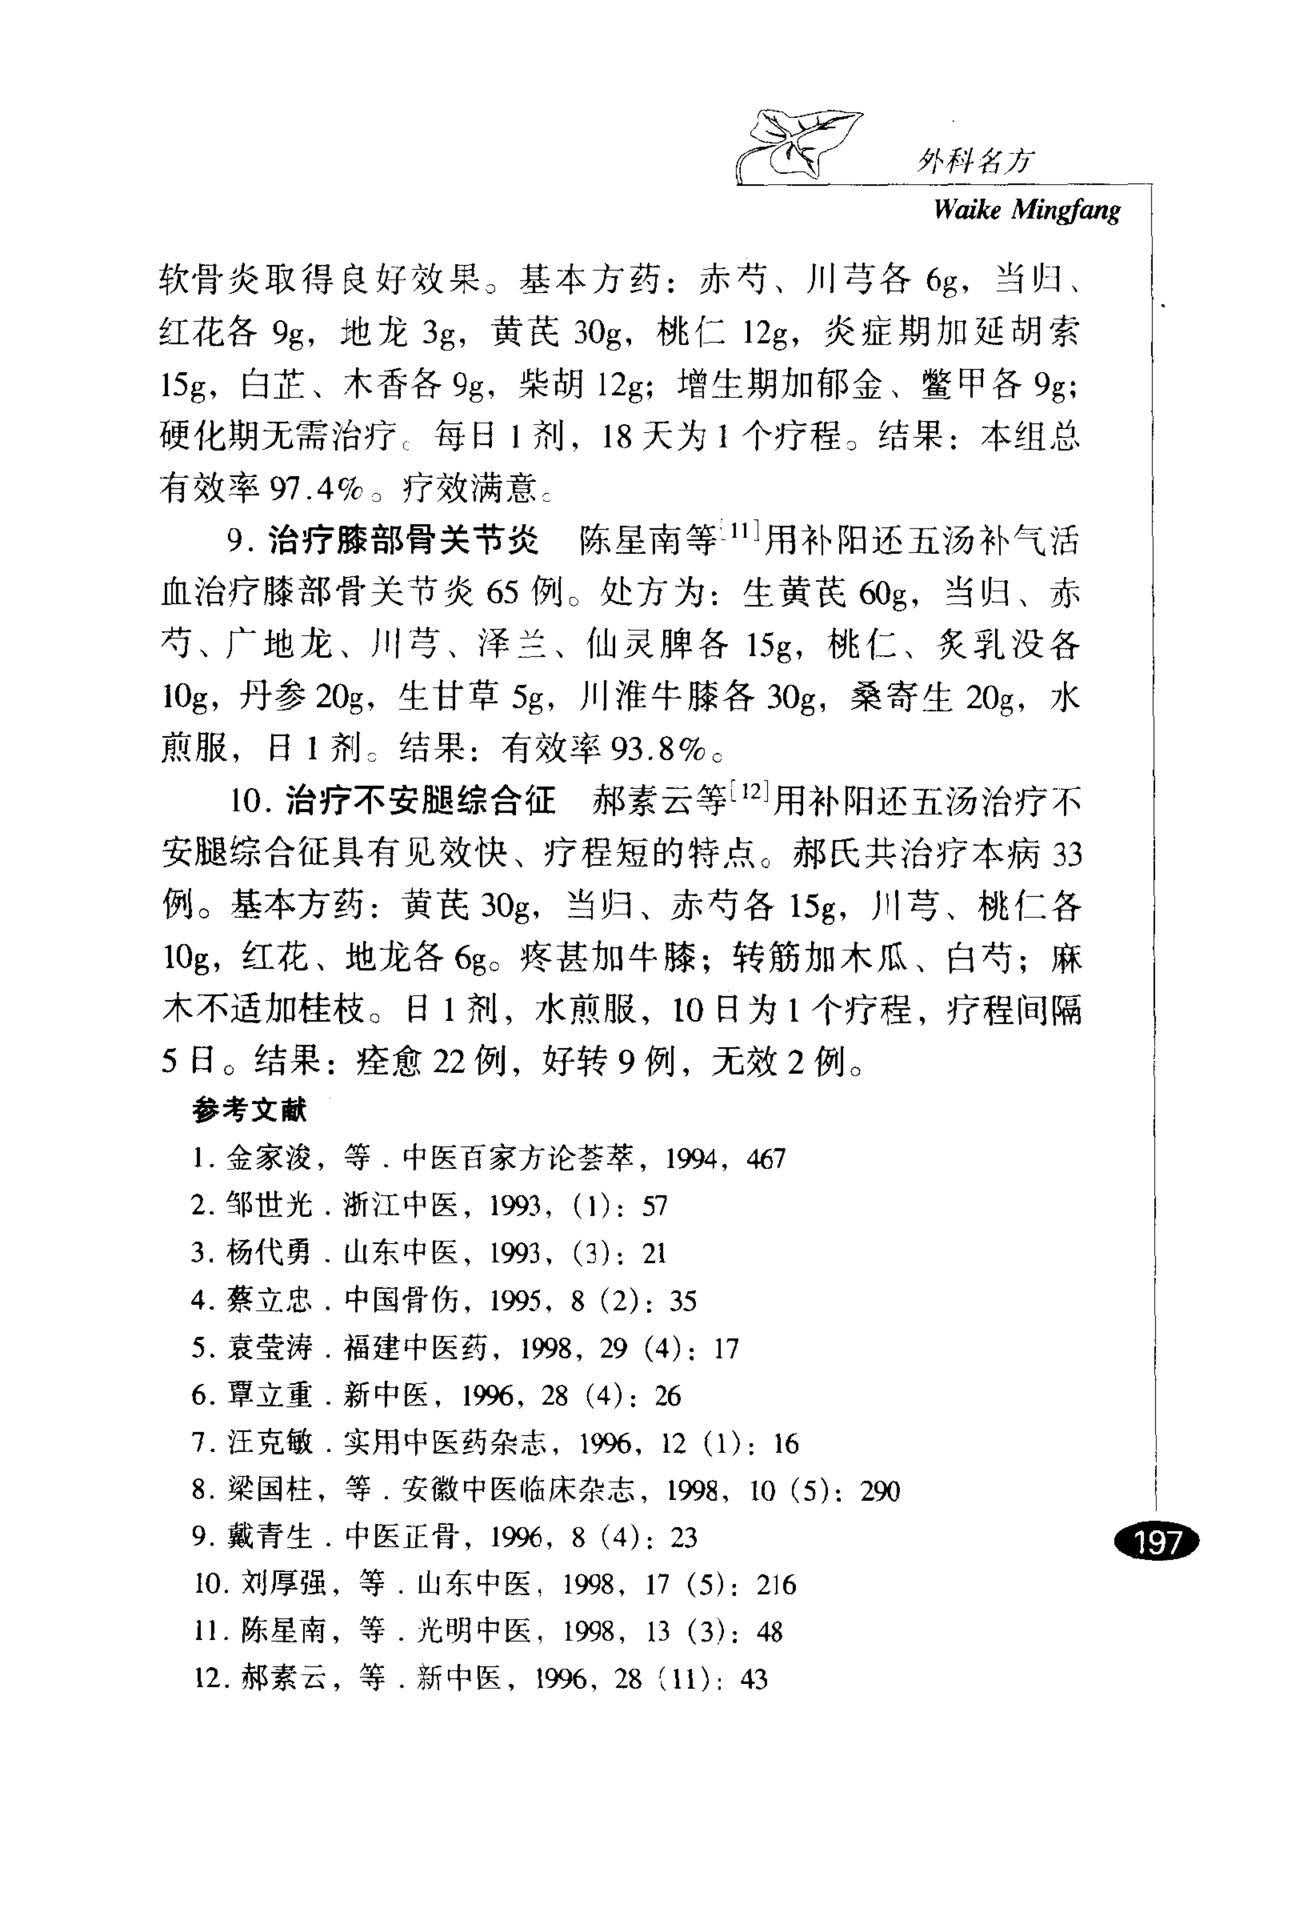 外科名方
Waike Mingfang
软骨炎取得良好效果。基本方药：赤芍、川芎各 6g，当归、
红花各 9g，地龙 3g，黄芪 30g，桃仁 12g，炎症期加延胡索
15g，白芷、木香各 9g，柴胡 12g；增生期加郁金、鳖甲各 9g；
硬化期无需治疗。每日 1 剂，18 天为 1 个疗程。结果：本组总
有效率 97.4%。疗效满意。
9. 治疗膝部骨关节炎　陈星南等[11]用补阳还五汤补气活
血治疗膝部骨关节炎 65 例。处方为：生黄芪 60g，当归、赤
芍、广地龙、川芎、泽兰、仙灵脾各 15g，桃仁、炙乳没各
10g，丹参 20g，生甘草 5g，川淮牛膝各 30g，桑寄生 20g，水
煎服，日 1 剂。结果：有效率 93.8%。
10. 治疗不安腿综合征　郝素云等[12]用补阳还五汤治疗不
安腿综合征具有见效快、疗程短的特点。郝氏共治疗本病 33
例。基本方药：黄芪 30g，当归、赤芍各 15g，川芎、桃仁各
10g，红花、地龙各 6g。疼甚加牛膝；转筋加木瓜、白芍；麻
木不适加桂枝。日 1 剂，水煎服，10 日为 1 个疗程，疗程间隔
5 日。结果：痊愈 22 例，好转 9 例，无效 2 例。
参考文献
1. 金家浚，等．中医百家方论荟萃，1994，467
2. 邹世光．浙江中医，1993，(1)：57
3. 杨代勇．山东中医，1993，(3)：21
4. 蔡立忠．中国骨伤，1995，8 (2)：35
5. 袁莹涛．福建中医药，1998，29 (4)：17
6. 覃立重．新中医，1996，28 (4)：26
7. 汪克敏．实用中医药杂志，1996，12 (1)：16
8. 梁国柱，等．安徽中医临床杂志，1998，10 (5)：290
9. 戴青生．中医正骨，1996，8 (4)：23
10. 刘厚强，等．山东中医，1998，17 (5)：216
11. 陈星南，等．光明中医，1998，13 (3)：48
12. 郝素云，等．新中医，1996，28 (11)：43
197